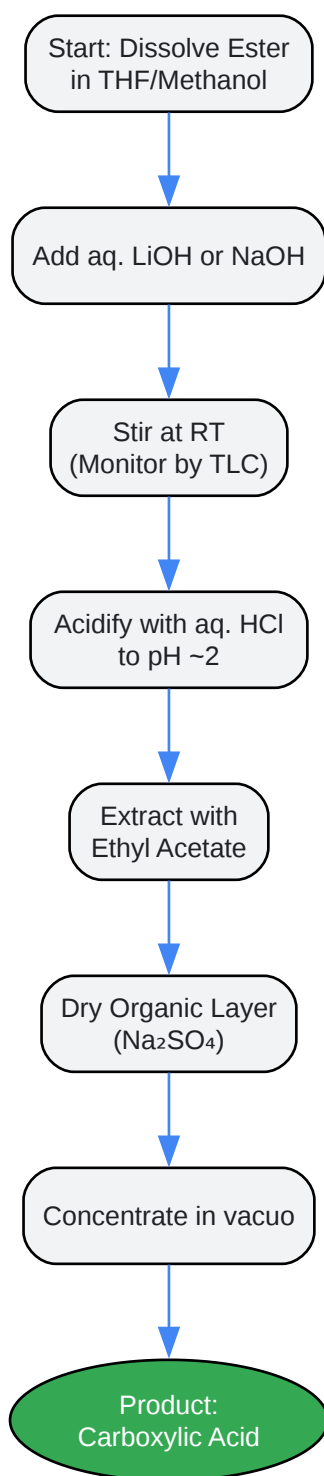 Start: Dissolve Ester
in THF/Methanol
Add aq. LiOH or NaOH
Stir at RT
(Monitor by TLC)
Acidify with aq. HCl
to pH ~2
Extract with
Ethyl Acetate
Dry Organic Layer
(Na₂SO₄)
Concentrate in vacuo
Product:
Carboxylic Acid